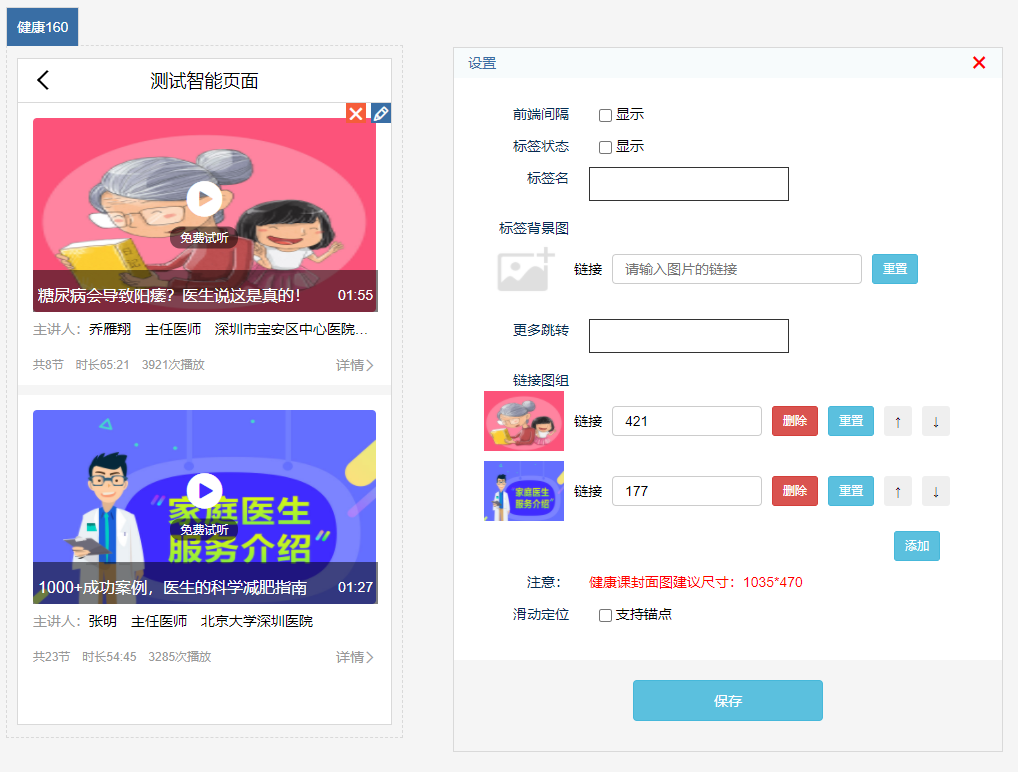 健康160
测试智能页面
免费试听
糖尿病会导致阳痿？医生说这是真的！ 01:55
主讲人：乔雁翔 主任医师 深圳市宝安区中心医院...
共8节 时长65:21 3921次播放 详情
家庭医生
服务介绍
免费试听
1000+成功案例，医生的科学减肥指南 01:27
主讲人：张明 主任医师 北京大学深圳医院
共23节 时长54:45 3285次播放 详情
设置
前端间隔 显示
标签状态 显示
标签名
标签背景图
链接 请输入图片的链接 重置
更多跳转
链接图组
链接 421 删除 重置 ↑ ↓
家庭医生
服务介绍
链接 177 删除 重置 ↑ ↓
添加
注意： 健康课封面图建议尺寸：1035*470
滑动定位 支持锚点
保存